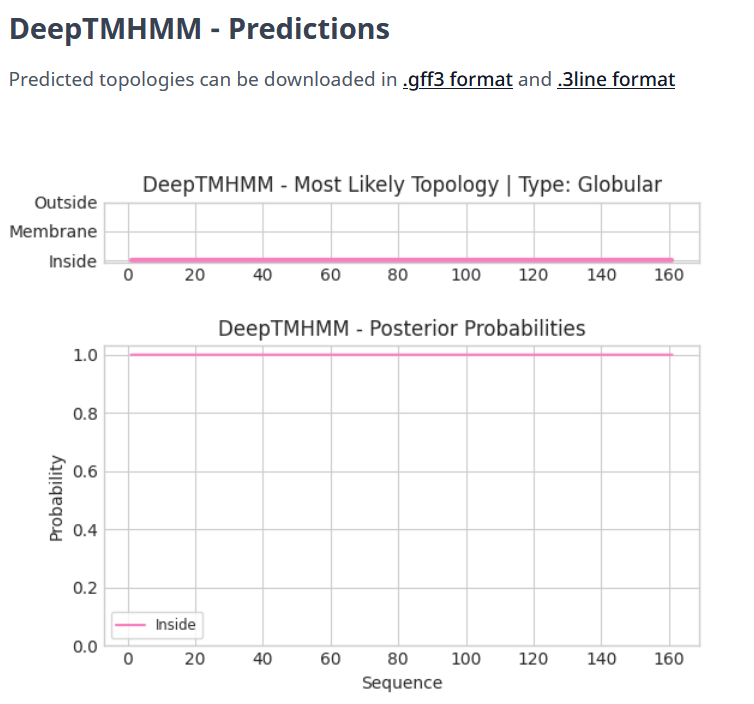 DeepTMHMM - Predictions
Predicted topologies can be downloaded in .gff3 format and .3line format
DeepTMHMM - Most Likely Topology | Type: Globular
Outside
Membrane
Inside
0 20 40 60 80 100 120 140 160
DeepTMHMM - Posterior Probabilities
1.0
0.8
0.6
0.4
0.2
0.0
Probability
Inside
0 20 40 60 80 100 120 140 160
Sequence